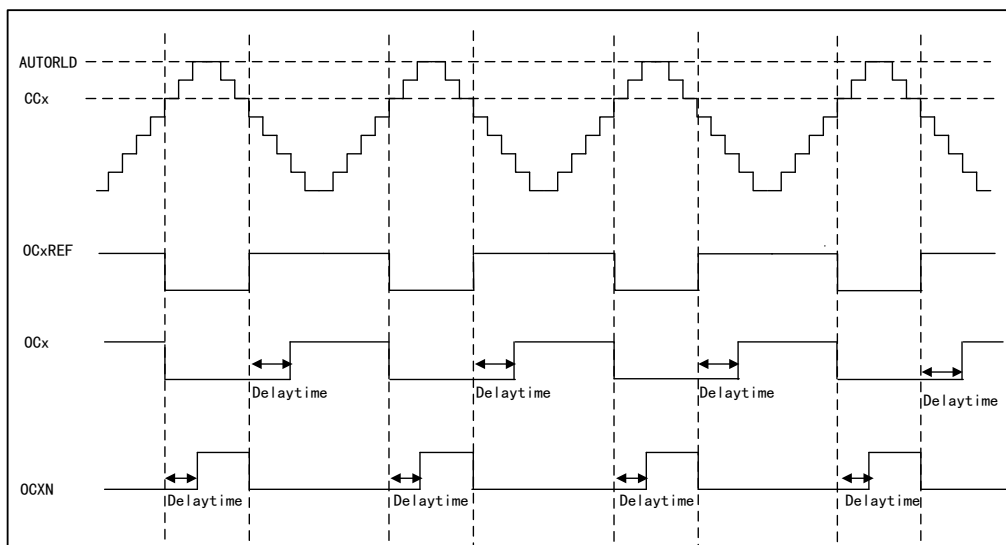 AUTORLD
CCx
OCxREF
OCx
Delaytime
Delaytime
Delaytime
Delaytime
OCXN
Delaytime
Delaytime
Delaytime
Delaytime